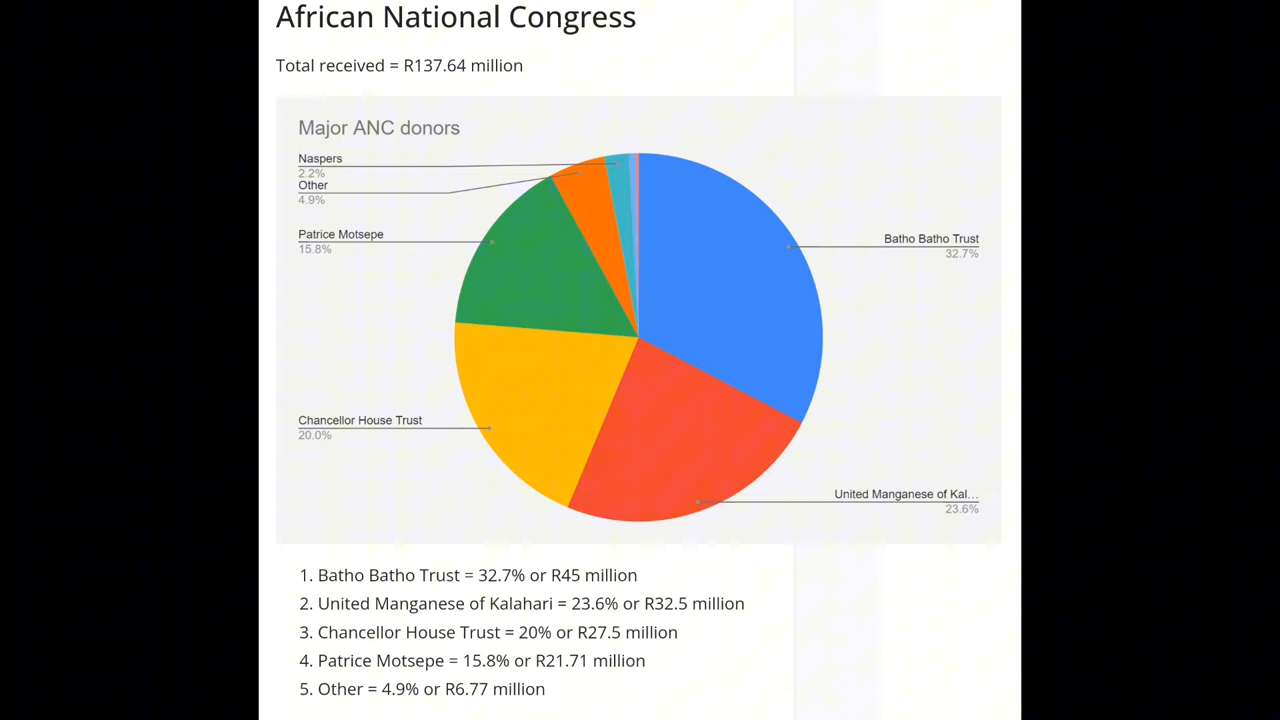 African National Congress
Total received = R137.64 million
Major ANC donors
Naspers
2.2%
Other
4.9%
Patrice Motsepe
15.8%
Batho Batho Trust
32.7%
Chancellor House Trust
20.0%
United Manganese of Kal...
23.6%
1. Batho Batho Trust = 32.7% or R45 million
2. United Manganese of Kalahari = 23.6% or R32.5 million
3. Chancellor House Trust = 20% or R27.5 million
4. Patrice Motsepe = 15.8% or R21.71 million
5. Other = 4.9% or R6.77 million